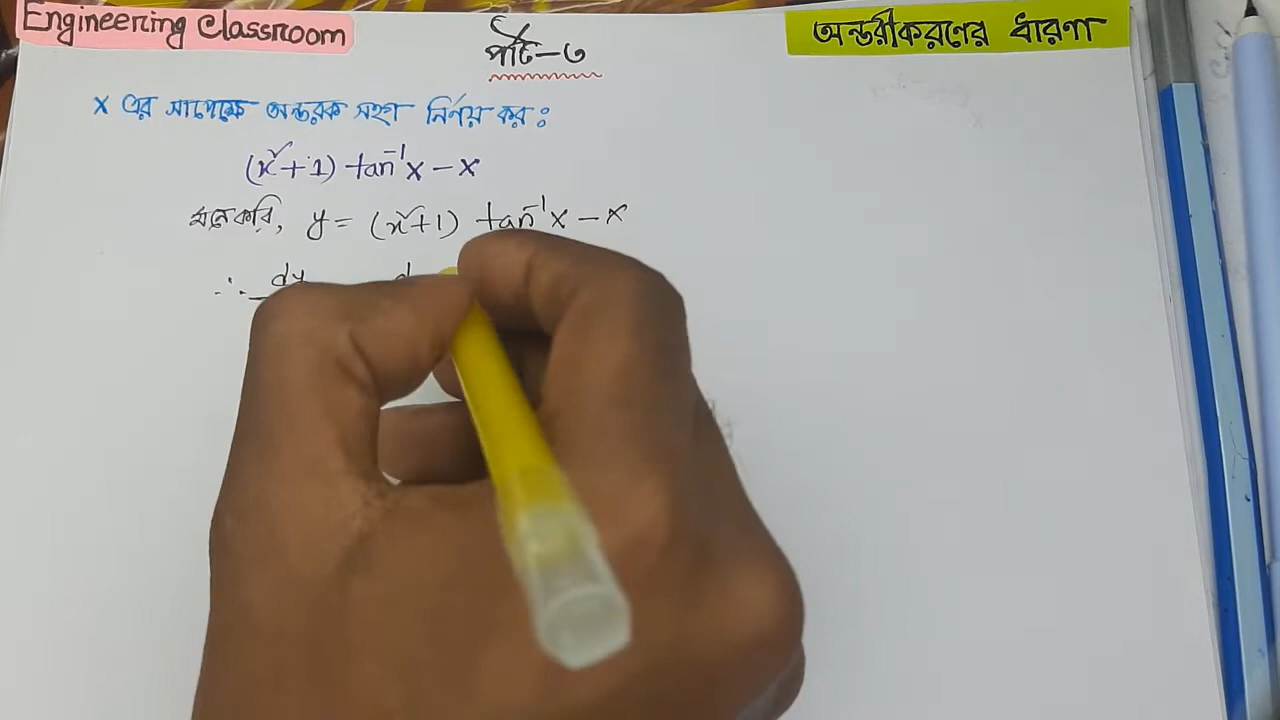 Engineering Classroom
পার্ট-৩
অন্তরীকরণের ধারণা
x এর সাপেক্ষে অন্তরক সহগ নির্ণয় কর:
(x²+1) tan⁻¹x - x
মনেকরি, y = (x²+1) tan⁻¹x - x
∴ dy d